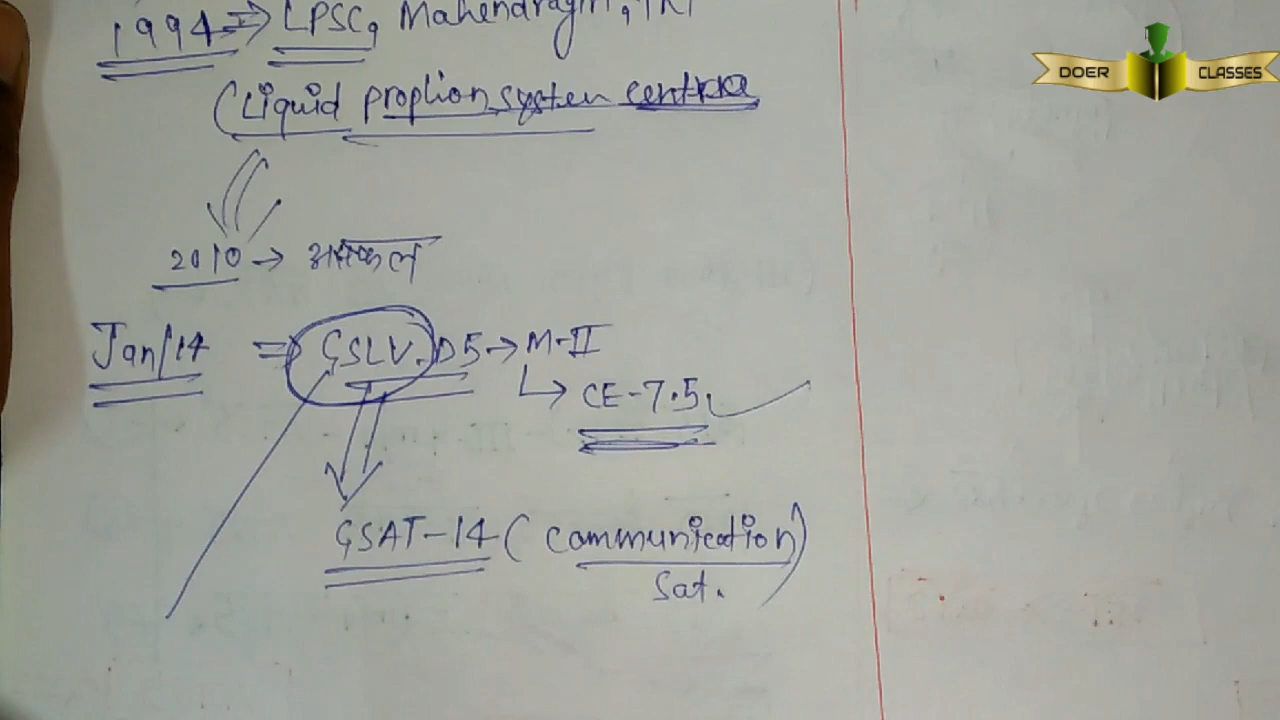 1994 ⇒ LPSC, Mahendragiri, TN
(Liquid proplion system centre
2010 → असफल
Jan/14 ⇒ GSLV. D5 → M-II
↳ CE-7.5.
GSAT-14 (communication)
Sat.
DOER CLASSES